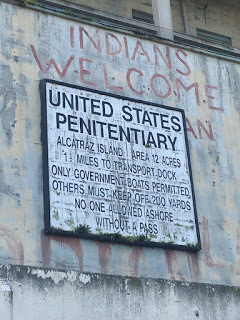 INDIANS
WELCOME
UNITED STATES
PENITENTIARY
ALCATRAZ ISLAND AREA 12 ACRES
1½ MILES TO TRANSPORT DOCK
ONLY GOVERNMENT BOATS PERMITTED
OTHERS MUST KEEP OFF 200 YARDS
NO ONE ALLOWED ASHORE
WITHOUT A PASS